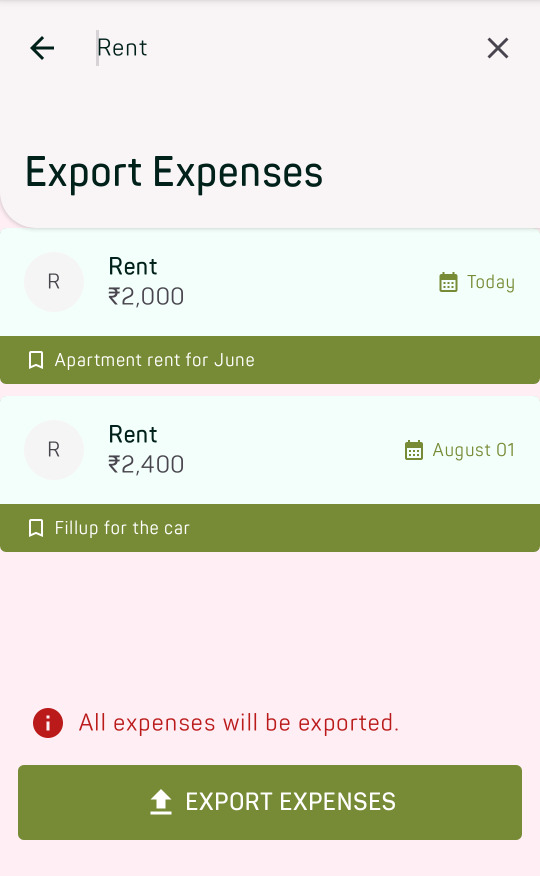 Rent
Export Expenses
R
Rent
₹2,000
Today
Apartment rent for June
R
Rent
₹2,400
August 01
Fillup for the car
All expenses will be exported.
EXPORT EXPENSES